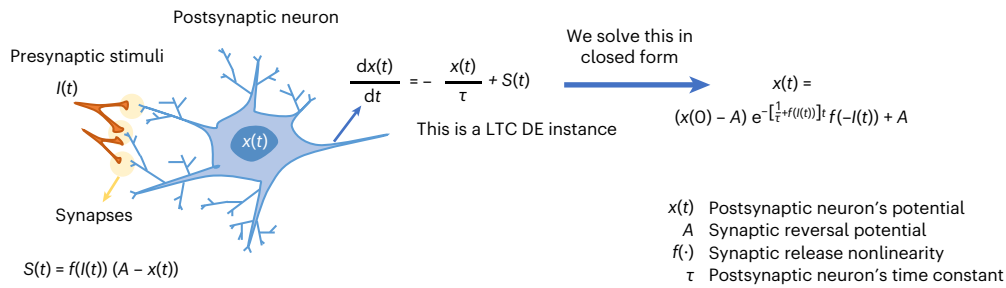 Postsynaptic neuron
Presynaptic stimuli
I(t)
x(t)
Synapses
S(t) = f(I(t)) (A – x(t))
dx(t)/dt = – x(t)/τ + S(t)
This is a LTC DE instance
We solve this in
closed form
x(t) =
(x(0) – A) e^–[1/τ+f(I(t))]t f(–I(t)) + A
x(t) Postsynaptic neuron's potential
A Synaptic reversal potential
f(·) Synaptic release nonlinearity
τ Postsynaptic neuron's time constant